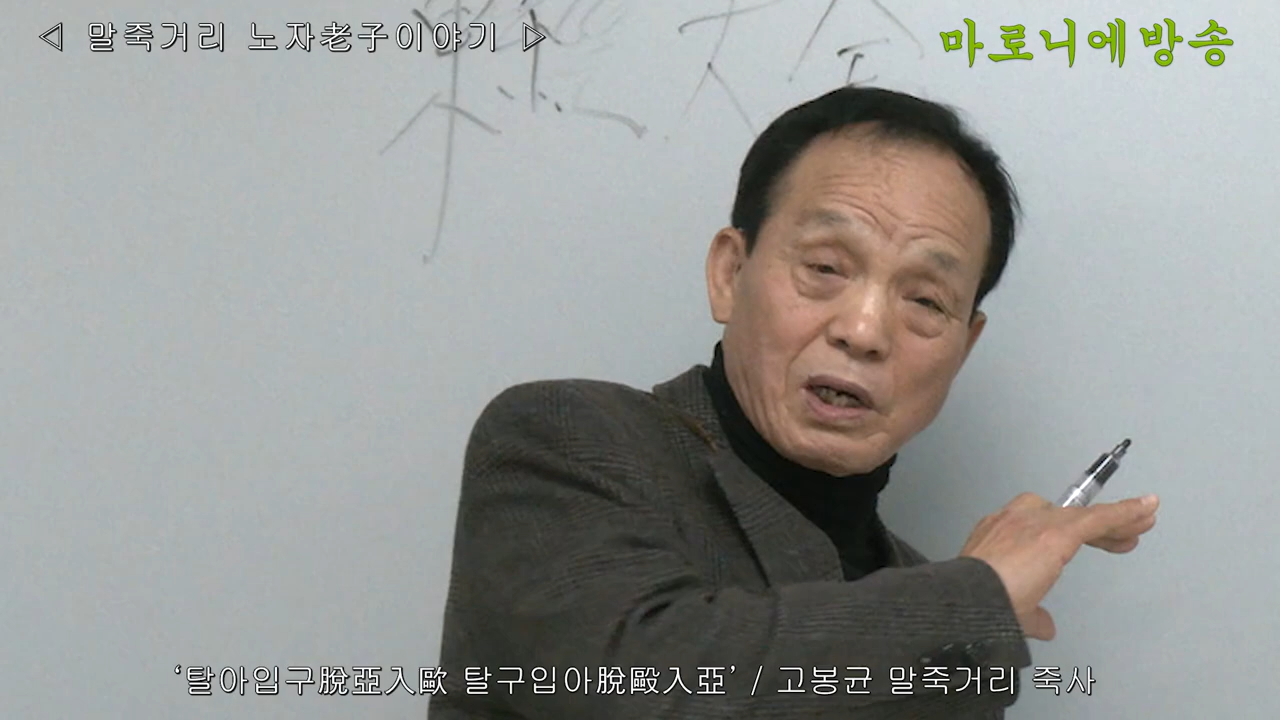 ◁ 말죽거리 노자老子이야기 ▷
마로니에방송
‘탈아입구脫亞入歐 탈구입아脫毆入亞’ / 고봉균 말죽거리 죽사